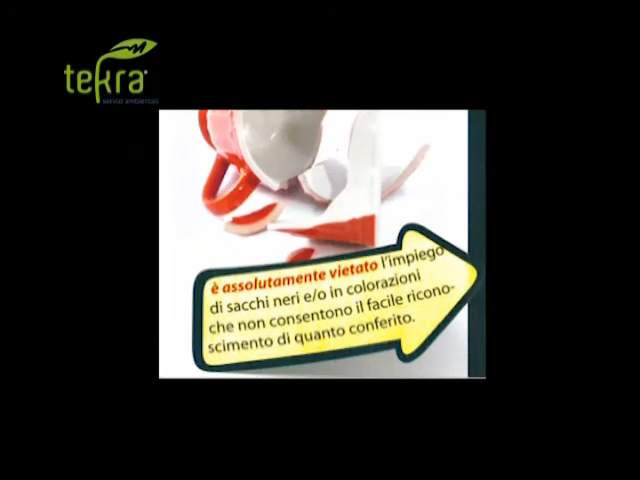 tekra
servizi ambientali
è assolutamente vietato l'impiego
di sacchi neri e/o in colorazioni
che non consentono il facile ricono-
scimento di quanto conferito.